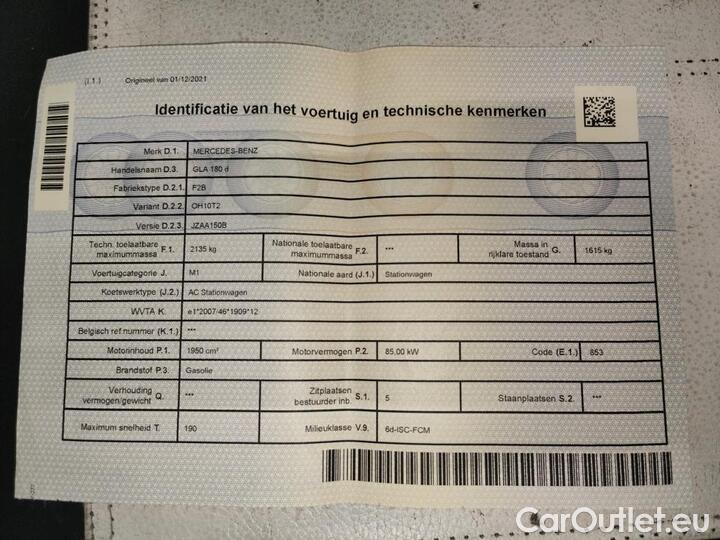 (I.1.) Origineel van 01/12/2021
Identificatie van het voertuig en technische kenmerken
Merk D.1. MERCEDES-BENZ
Handelsnaam D.3. GLA 180 d
Fabriekstype D.2.1. F2B
Variant D.2.2. OH10T2
Versie D.2.3. JZAA150B
Techn. toelaatbare maximummassa F.1. 2135 kg Nationale toelaatbare maximummassa F.2. *** Massa in rijklare toestand G. 1615 kg
Voertuigcategorie J. M1 Nationale aard (J.1.) Stationwagen
Koetswerktype (J.2.) AC Stationwagen
WVTA K. e1*2007/46*1909*12
Belgisch ref.nummer (K.1.) ***
Motorinhoud P.1. 1950 cm³ Motorvermogen P.2. 85,00 kW Code (E.1.) 853
Brandstof P.3. Gasolie
Verhouding vermogen/gewicht Q. *** Zitplaatsen bestuurder inb. S.1. 5 Staanplaatsen S.2. ***
Maximum snelheid T. 190 Milieuklasse V.9. 6d-ISC-FCM
CarOutlet.eu